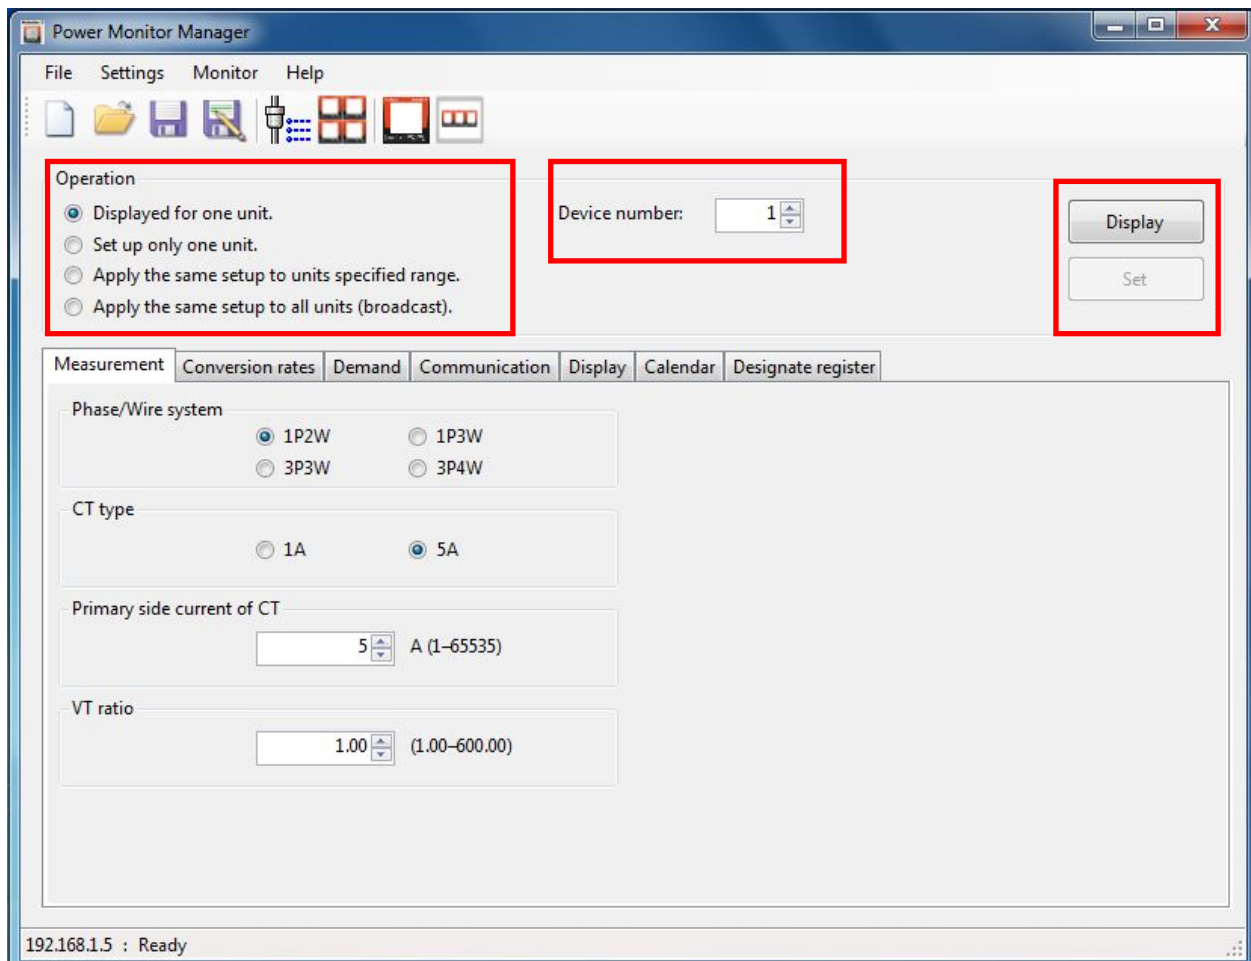 Power Monitor Manager
File Settings Monitor Help
Operation
Displayed for one unit.
Set up only one unit.
Apply the same setup to units specified range.
Apply the same setup to all units (broadcast).
Device number: 1
Display
Set
Measurement Conversion rates Demand Communication Display Calendar Designate register
Phase/Wire system
1P2W 1P3W
3P3W 3P4W
CT type
1A 5A
Primary side current of CT
5 A (1–65535)
VT ratio
1.00 (1.00–600.00)
192.168.1.5 : Ready